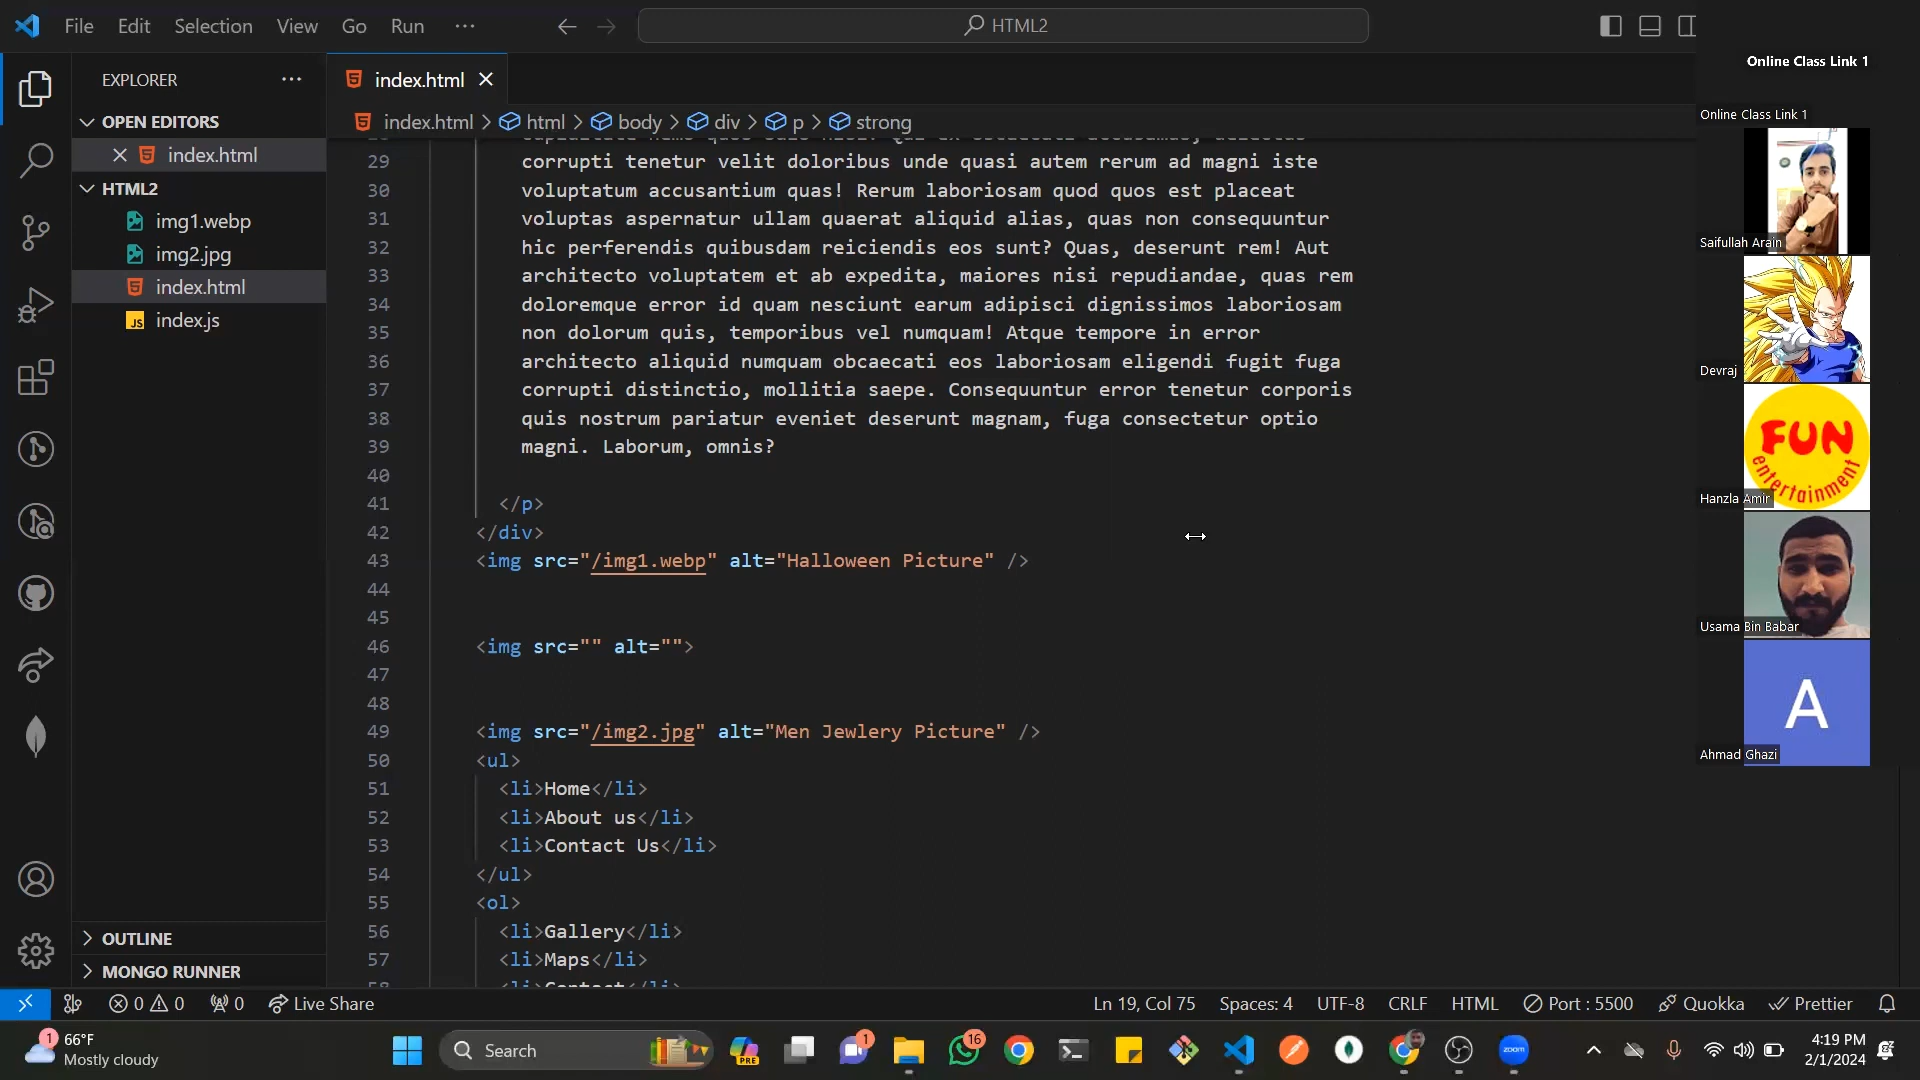 File Edit Selection View Go Run ···
HTML2
Online Class Link 1
EXPLORER ···
index.html
OPEN EDITORS
index.html > html > body > div > p > strong
Online Class Link 1
index.html
HTML2
img1.webp
img2.jpg
index.html
index.js
29 corrupti tenetur velit doloribus unde quasi autem rerum ad magni iste
30 voluptatum accusantium quas! Rerum laboriosam quod quos est placeat
31 voluptas aspernatur ullam quaerat aliquid alias, quas non consequuntur
32 hic perferendis quibusdam reiciendis eos sunt? Quas, deserunt rem! Aut
33 architecto voluptatem et ab expedita, maiores nisi repudiandae, quas rem
34 doloremque error id quam nesciunt earum adipisci dignissimos laboriosam
35 non dolorum quis, temporibus vel numquam! Atque tempore in error
36 architecto aliquid numquam obcaecati eos laboriosam eligendi fugit fuga
37 corrupti distinctio, mollitia saepe. Consequuntur error tenetur corporis
38 quis nostrum pariatur eveniet deserunt magnam, fuga consectetur optio
39 magni. Laborum, omnis?
40
41 </p>
42 </div>
43 <img src="/img1.webp" alt="Halloween Picture" />
44
45
46 <img src="" alt="">
47
48
49 <img src="/img2.jpg" alt="Men Jewlery Picture" />
50 <ul>
51 <li>Home</li>
52 <li>About us</li>
53 <li>Contact Us</li>
54 </ul>
55 <ol>
56 <li>Gallery</li>
57 <li>Maps</li>
Saifullah Arain
Devraj
FUN
entertainment
Hanzla Amir
Usama Bin Babar
A
Ahmad Ghazi
OUTLINE
MONGO RUNNER
0 0 0 Live Share Ln 19, Col 75 Spaces: 4 UTF-8 CRLF HTML Port : 5500 Quokka Prettier
1 66°F
Mostly cloudy
Search
PRE
1
16
zoom
4:19 PM
2/1/2024